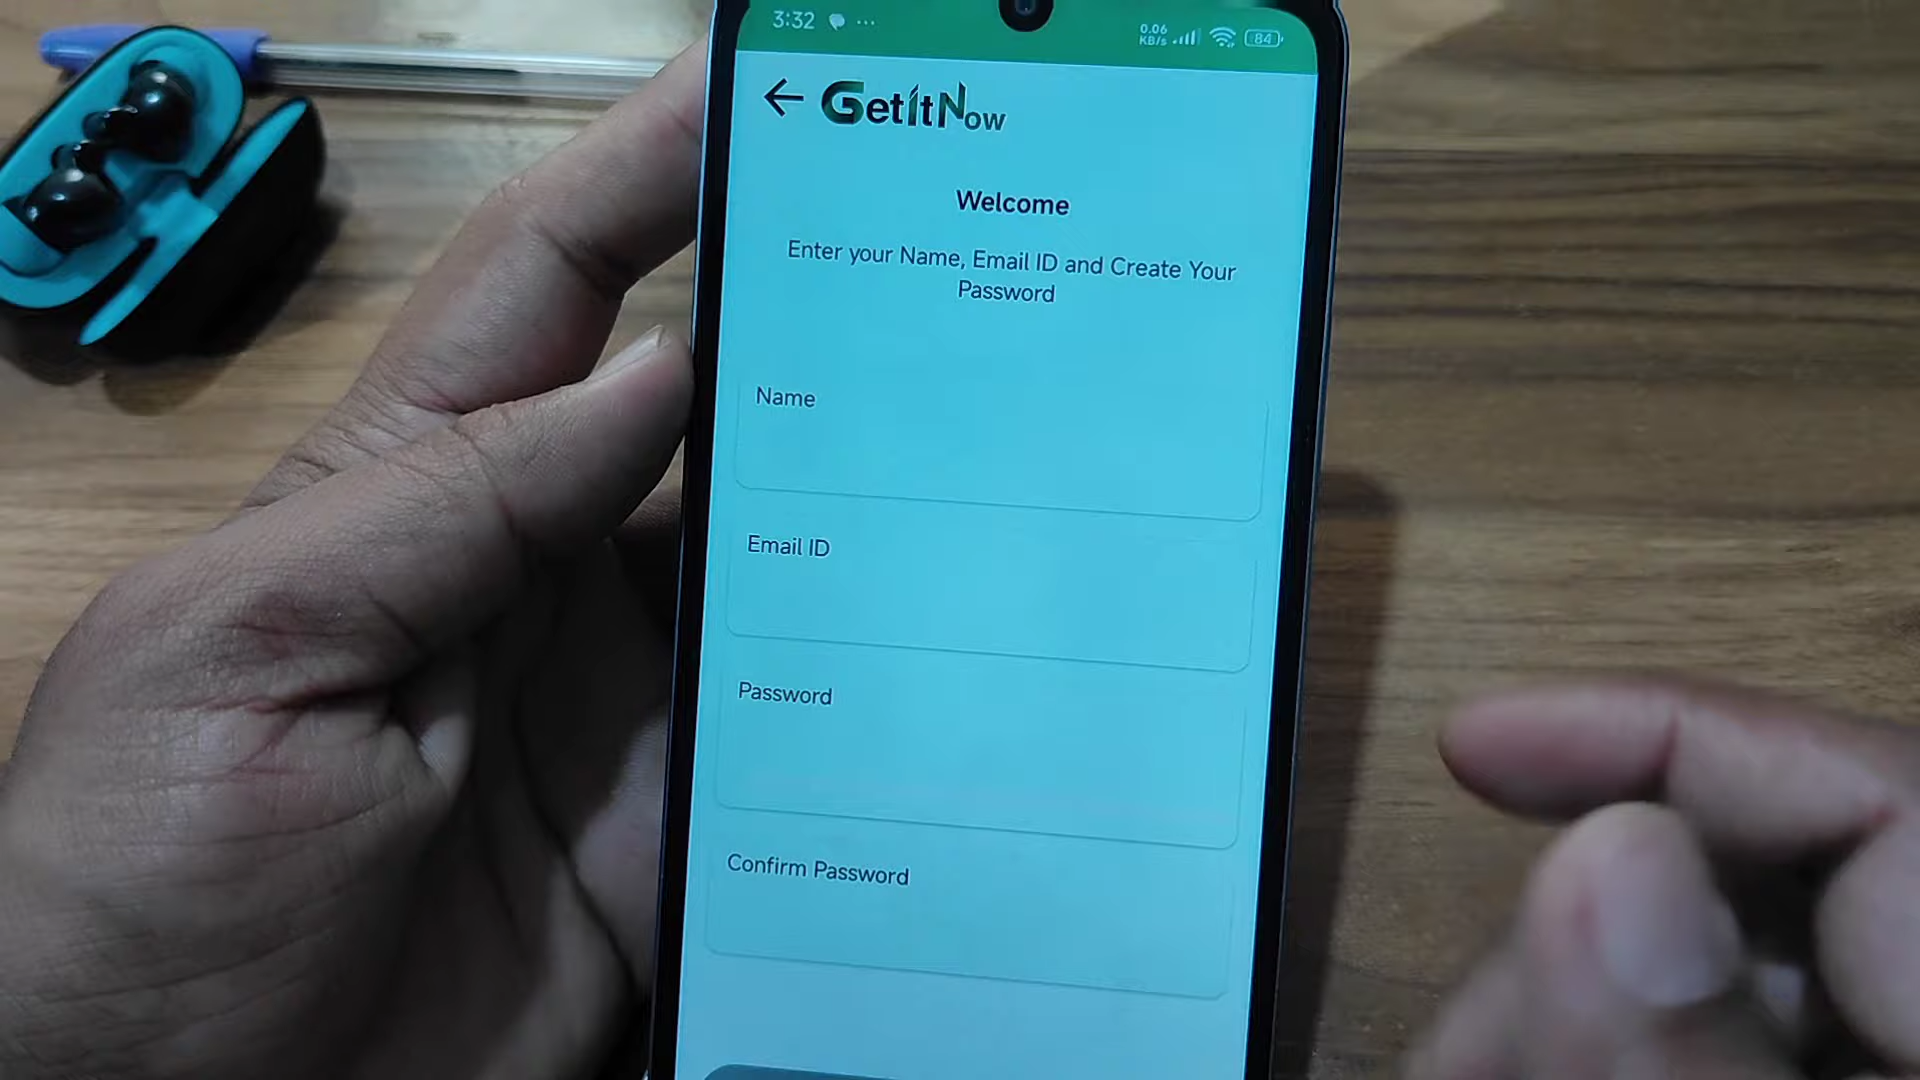 3:32 ...
0.06
KB/s
84
GetItNow
Welcome
Enter your Name, Email ID and Create Your
Password
Name
Email ID
Password
Confirm Password